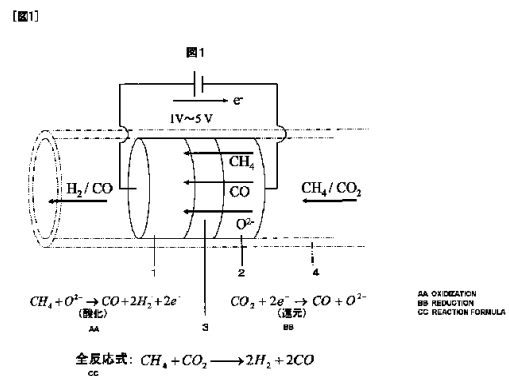 [図1]
図1
e⁻
1V～5 V
CH₄
H₂/CO
CO
CH₄/CO₂
O²⁻
1
2
4
3
CH₄+O²⁻→CO+2H₂+2e⁻
(酸化)
AA
CO₂+2e⁻→CO+O²⁻
(還元)
BB
AA OXIDIZATION
BB REDUCTION
CC REACTION FORMULA
全反応式: CH₄+CO₂→2H₂+2CO
CC